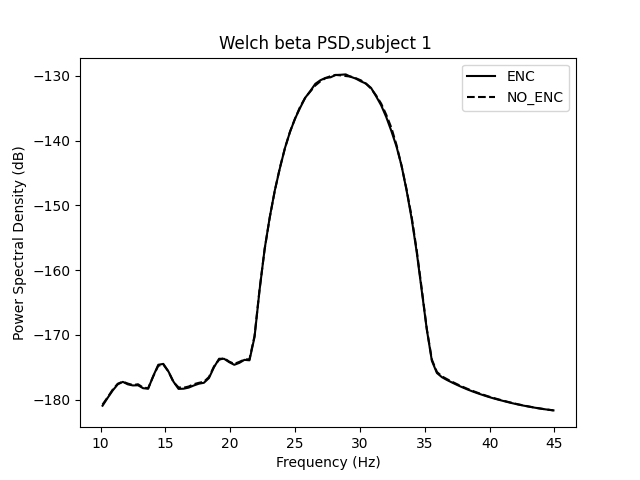 Welch beta PSD,subject 1
ENC
NO_ENC
Power Spectral Density (dB)
−130
−140
−150
−160
−170
−180
10 15 20 25 30 35 40 45
Frequency (Hz)